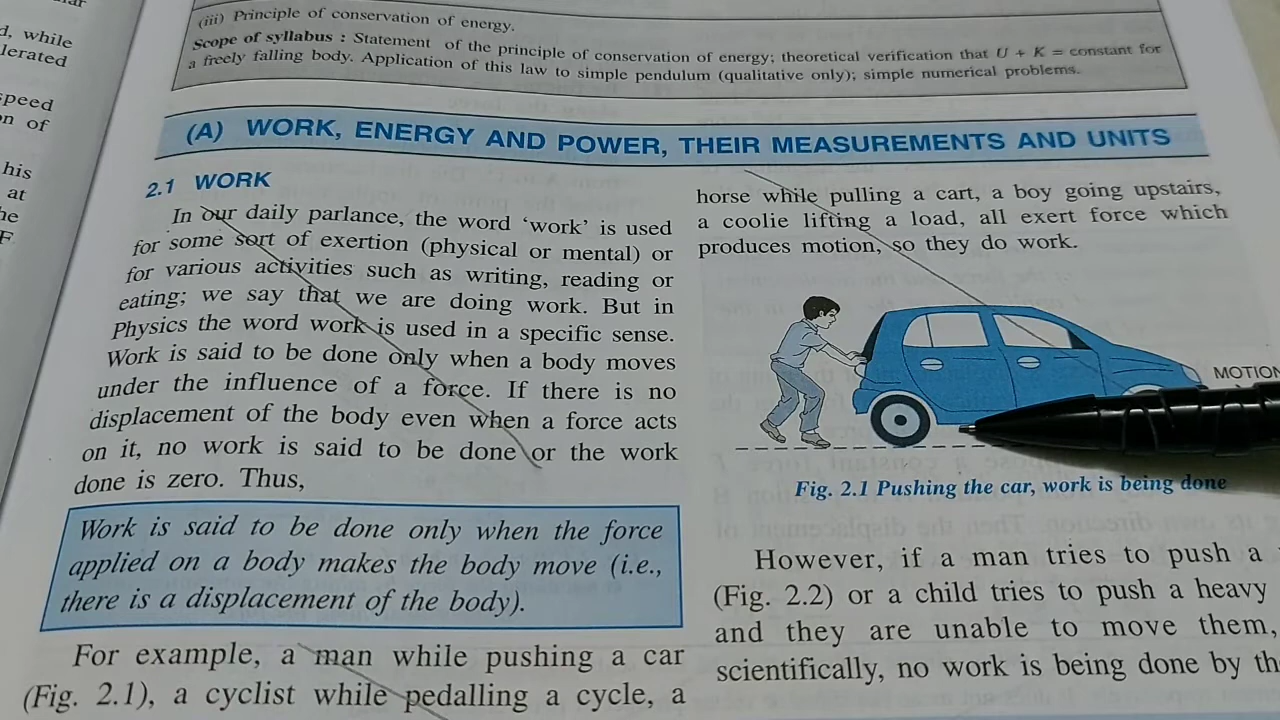 d, while
lerated
speed
n of
his
at
he
F
(iii) Principle of conservation of energy.
Scope of syllabus : Statement of the principle of conservation of energy; theoretical verification that U + K = constant for
a freely falling body. Application of this law to simple pendulum (qualitative only); simple numerical problems.
(A) WORK, ENERGY AND POWER, THEIR MEASUREMENTS AND UNITS
2.1 WORK
In our daily parlance, the word ‘work’ is used
for some sort of exertion (physical or mental) or
for various activities such as writing, reading or
eating; we say that we are doing work. But in
Physics the word work is used in a specific sense.
Work is said to be done only when a body moves
under the influence of a force. If there is no
displacement of the body even when a force acts
on it, no work is said to be done or the work
done is zero. Thus,
Work is said to be done only when the force
applied on a body makes the body move (i.e.,
there is a displacement of the body).
For example, a man while pushing a car
(Fig. 2.1), a cyclist while pedalling a cycle, a
horse while pulling a cart, a boy going upstairs,
a coolie lifting a load, all exert force which
produces motion, so they do work.
MOTION
Fig. 2.1 Pushing the car, work is being done
However, if a man tries to push a
(Fig. 2.2) or a child tries to push a heavy
and they are unable to move them,
scientifically, no work is being done by th